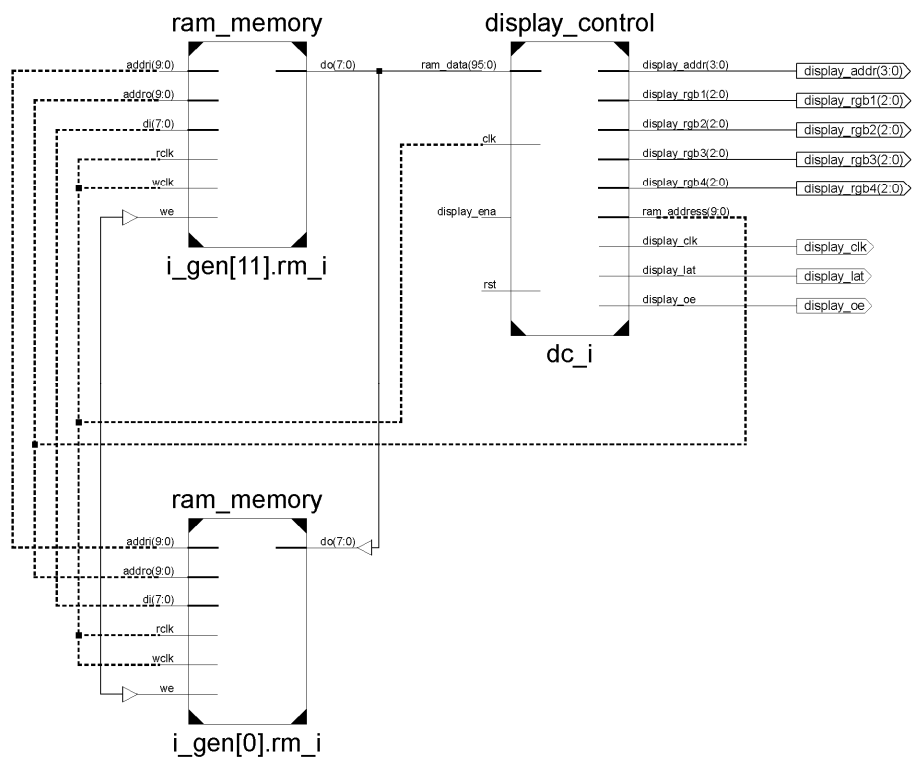 ram_memory
addri(9:0)
addro(9:0)
di(7:0)
rclk
wclk
we
do(7:0)
i_gen[11].rm_i
display_control
ram_data(95:0)
clk
display_ena
rst
display_addr(3:0)
display_rgb1(2:0)
display_rgb2(2:0)
display_rgb3(2:0)
display_rgb4(2:0)
ram_address(9:0)
display_clk
display_lat
display_oe
dc_i
display_addr(3:0)
display_rgb1(2:0)
display_rgb2(2:0)
display_rgb3(2:0)
display_rgb4(2:0)
display_clk
display_lat
display_oe
ram_memory
addri(9:0)
addro(9:0)
di(7:0)
rclk
wclk
we
do(7:0)
i_gen[0].rm_i